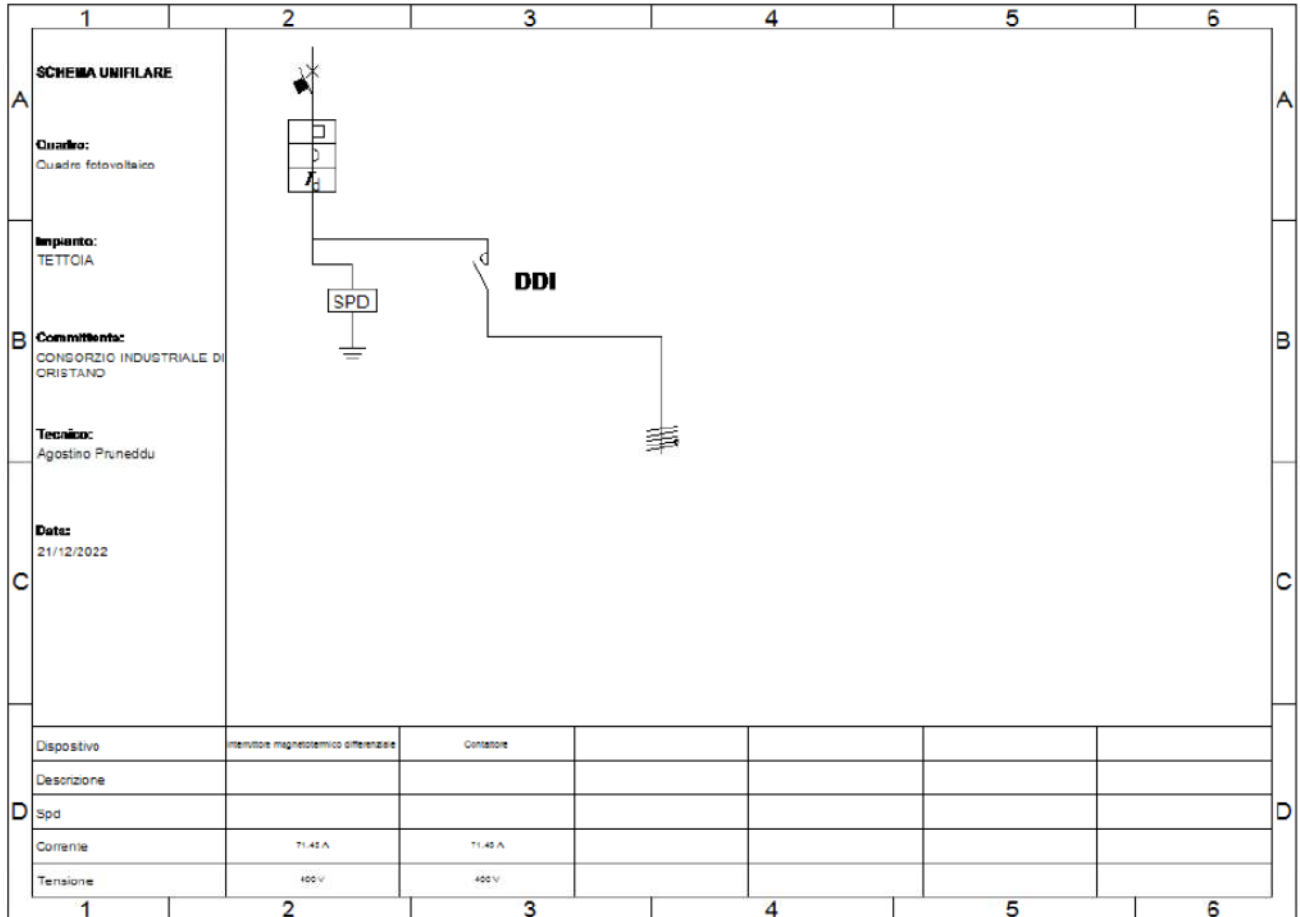 1 2 3 4 5 6
SCHEMA UNIFILARE
A A
Quadro:
Quadro fotovoltaico
Id
Impianto:
TETTOIA
DDI
SPD
B B
Committente:
CONSORZIO INDUSTRIALE DI
ORISTANO
Tecnico:
Agostino Pruneddu
Data:
21/12/2022
C C
Dispositivo Interruttore magnetotermico differenziale Contattore
Descrizione
D Spd D
Corrente 71.45 A 71.45 A
Tensione 400 V 400 V
1 2 3 4 5 6